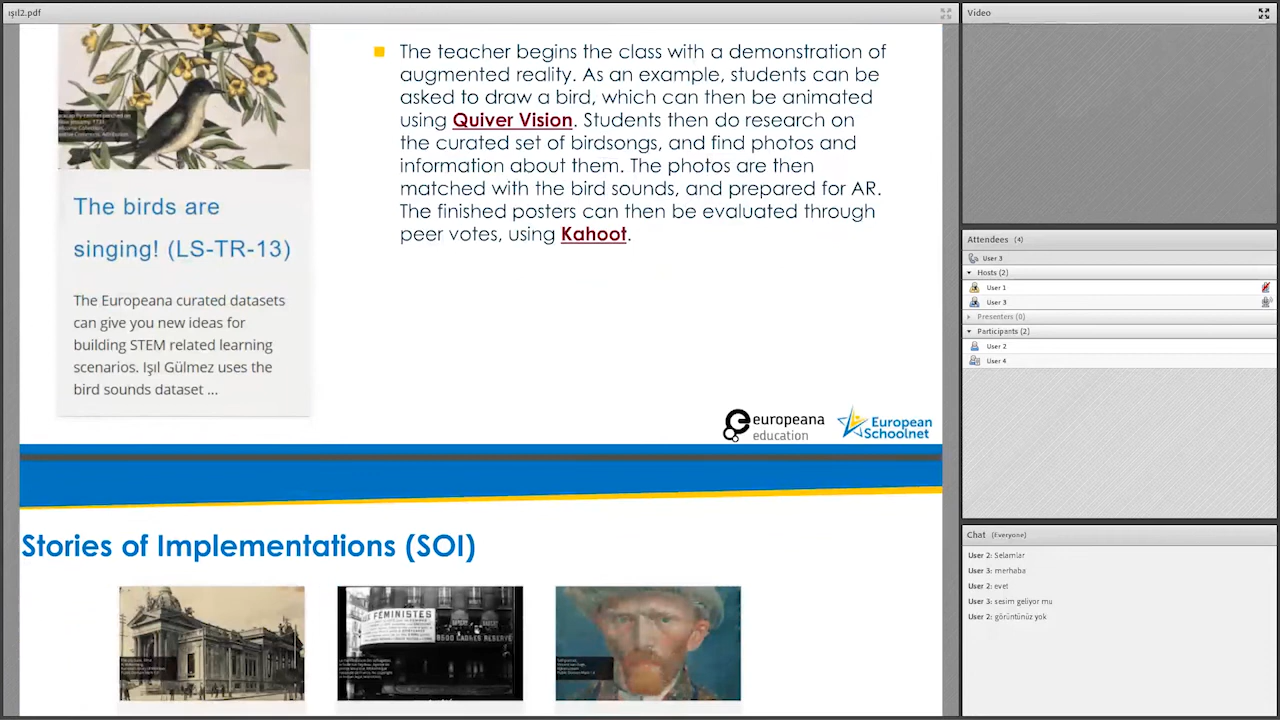 ışıl2.pdf
The teacher begins the class with a demonstration of
augmented reality. As an example, students can be
asked to draw a bird, which can then be animated
using Quiver Vision. Students then do research on
the curated set of birdsongs, and find photos and
information about them. The photos are then
matched with the bird sounds, and prepared for AR.
The finished posters can then be evaluated through
peer votes, using Kahoot.
The birds are
singing! (LS-TR-13)
The Europeana curated datasets
can give you new ideas for
building STEM related learning
scenarios. Işıl Gülmez uses the
bird sounds dataset ...
europeana
education
European
Schoolnet
Stories of Implementations (SOI)
FÉMINISTES
Video
Attendees (4)
User 3
Hosts (2)
User 1
User 3
Presenters (0)
Participants (2)
User 2
User 4
Chat (Everyone)
User 2: Selamlar
User 3: merhaba
User 2: evet
User 3: sesim geliyor mu
User 2: görüntünüz yok